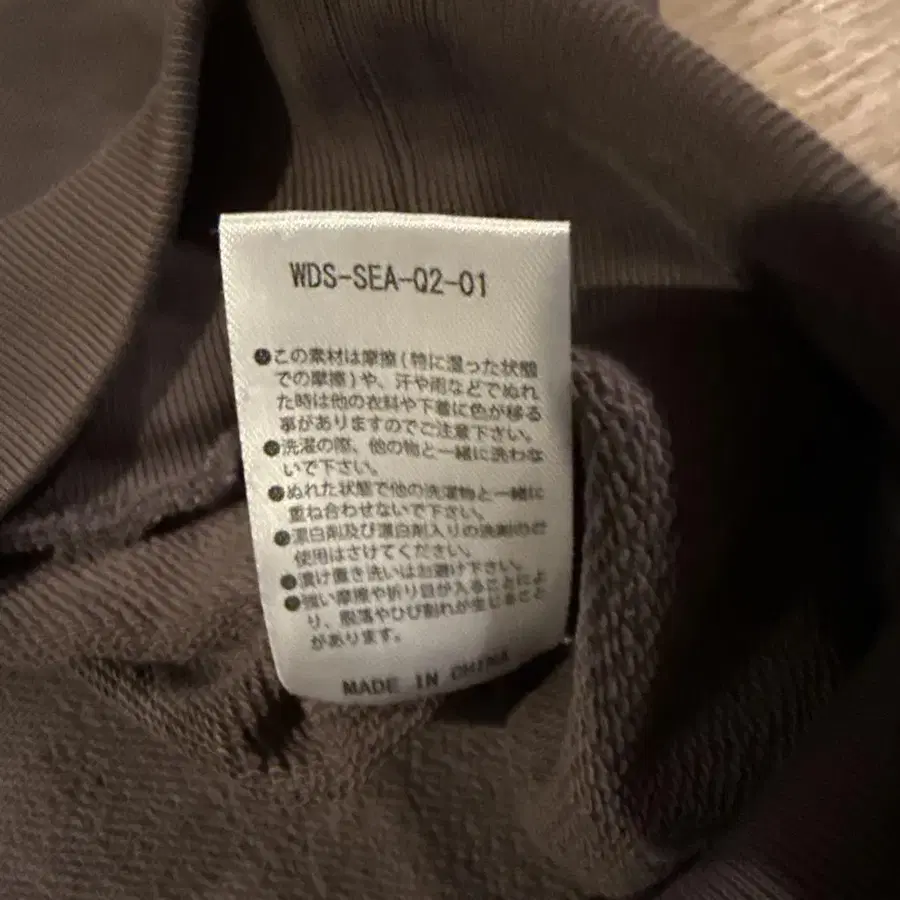 WDS-SEA-Q2-01
●この素材は摩擦(特に湿った状態
での摩擦)や、汗や雨などでぬれ
た時は他の衣料や下着に色が移る
事がありますのでご注意下さい。
●洗濯の際、他の物と一緒に洗わな
いで下さい。
●ぬれた状態で他の洗濯物と一緒に
重ね合わせないで下さい。
●漂白剤及び漂白剤入りの洗剤のご
使用はさけてください。
●漬け置き洗いはお避け下さい。
●強い摩擦や折り目が入ることによ
り、脱落やひび割れが生じること
があります。
MADE IN CHINA